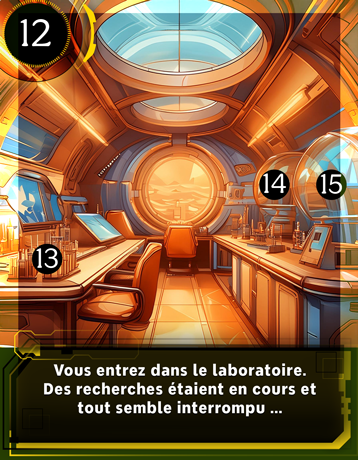 12
14
15
13
Vous entrez dans le laboratoire.
Des recherches étaient en cours et
tout semble interrompu ...